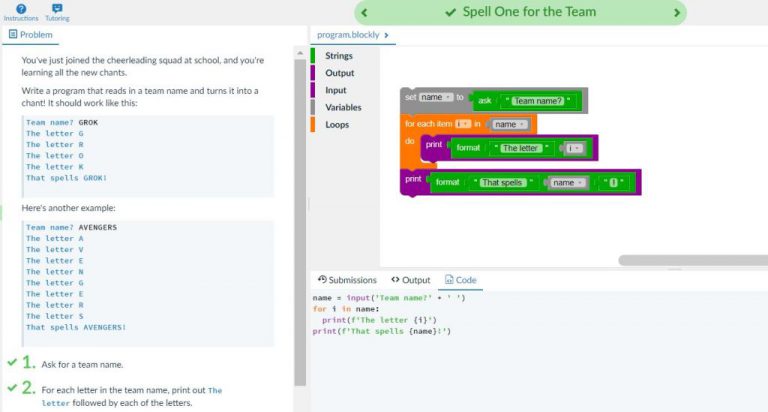 Instructions
Tutoring
Spell One for the Team
Problem
You've just joined the cheerleading squad at school, and you're
learning all the new chants.
Write a program that reads in a team name and turns it into a
chant! It should work like this:
Team name? GROK
The letter G
The letter R
The letter O
The letter K
That spells GROK!
Here's another example:
Team name? AVENGERS
The letter A
The letter V
The letter E
The letter N
The letter G
The letter E
The letter R
The letter S
That spells AVENGERS!
1. Ask for a team name.
2. For each letter in the team name, print out The
letter followed by each of the letters.
program.blockly
Strings
Output
Input
Variables
Loops
set name to ask " Team name? "
for each item i in name
do print format " The letter " i
print format " That spells " name " ! "
Submissions
Output
Code
name = input('Team name?' + ' ')
for i in name:
  print(f'The letter {i}')
print(f'That spells {name}!')